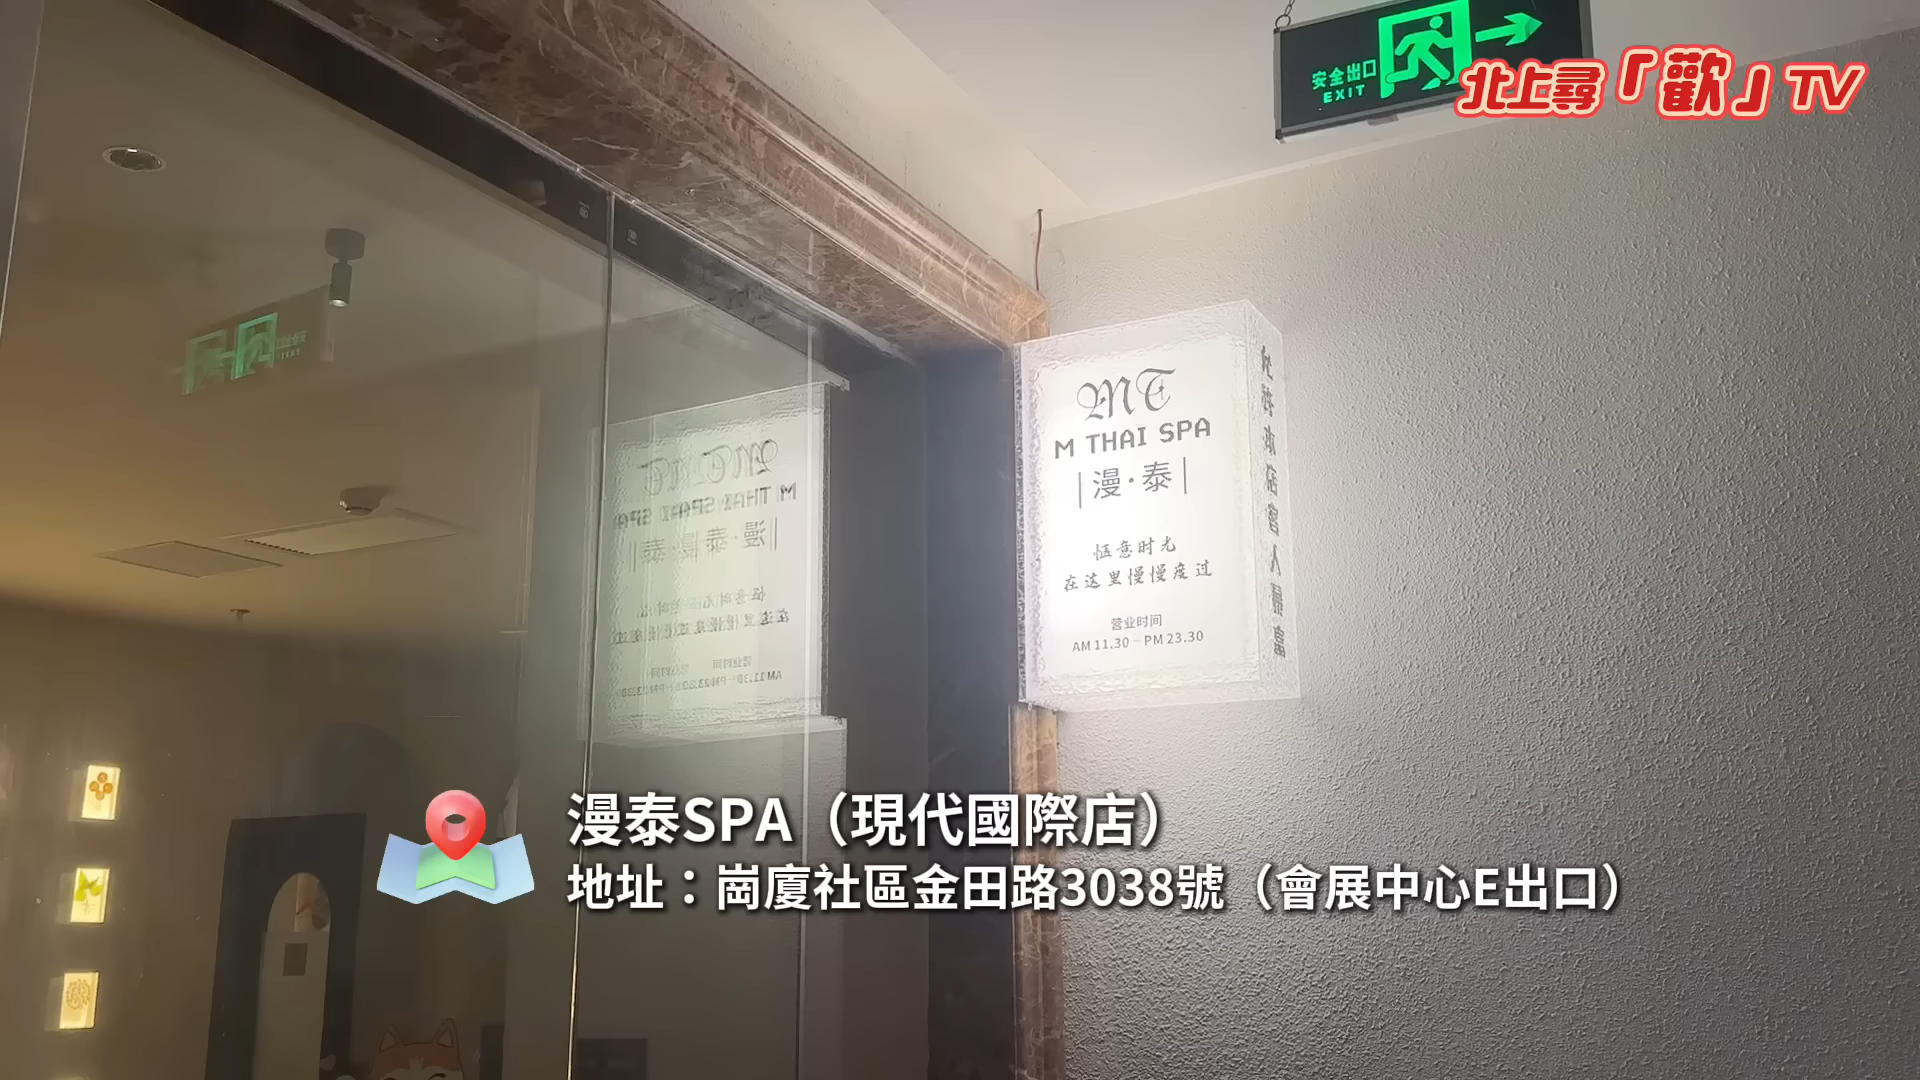 安全出口
EXIT
北上尋「歡」TV
MT
M THAI SPA
漫·泰
恒意时光
在这里慢慢度过
营业时间
AM 11.30 - PM 23.30
漫泰SPA（現代國際店）
地址：崗廈社區金田路3038號（會展中心E出口）